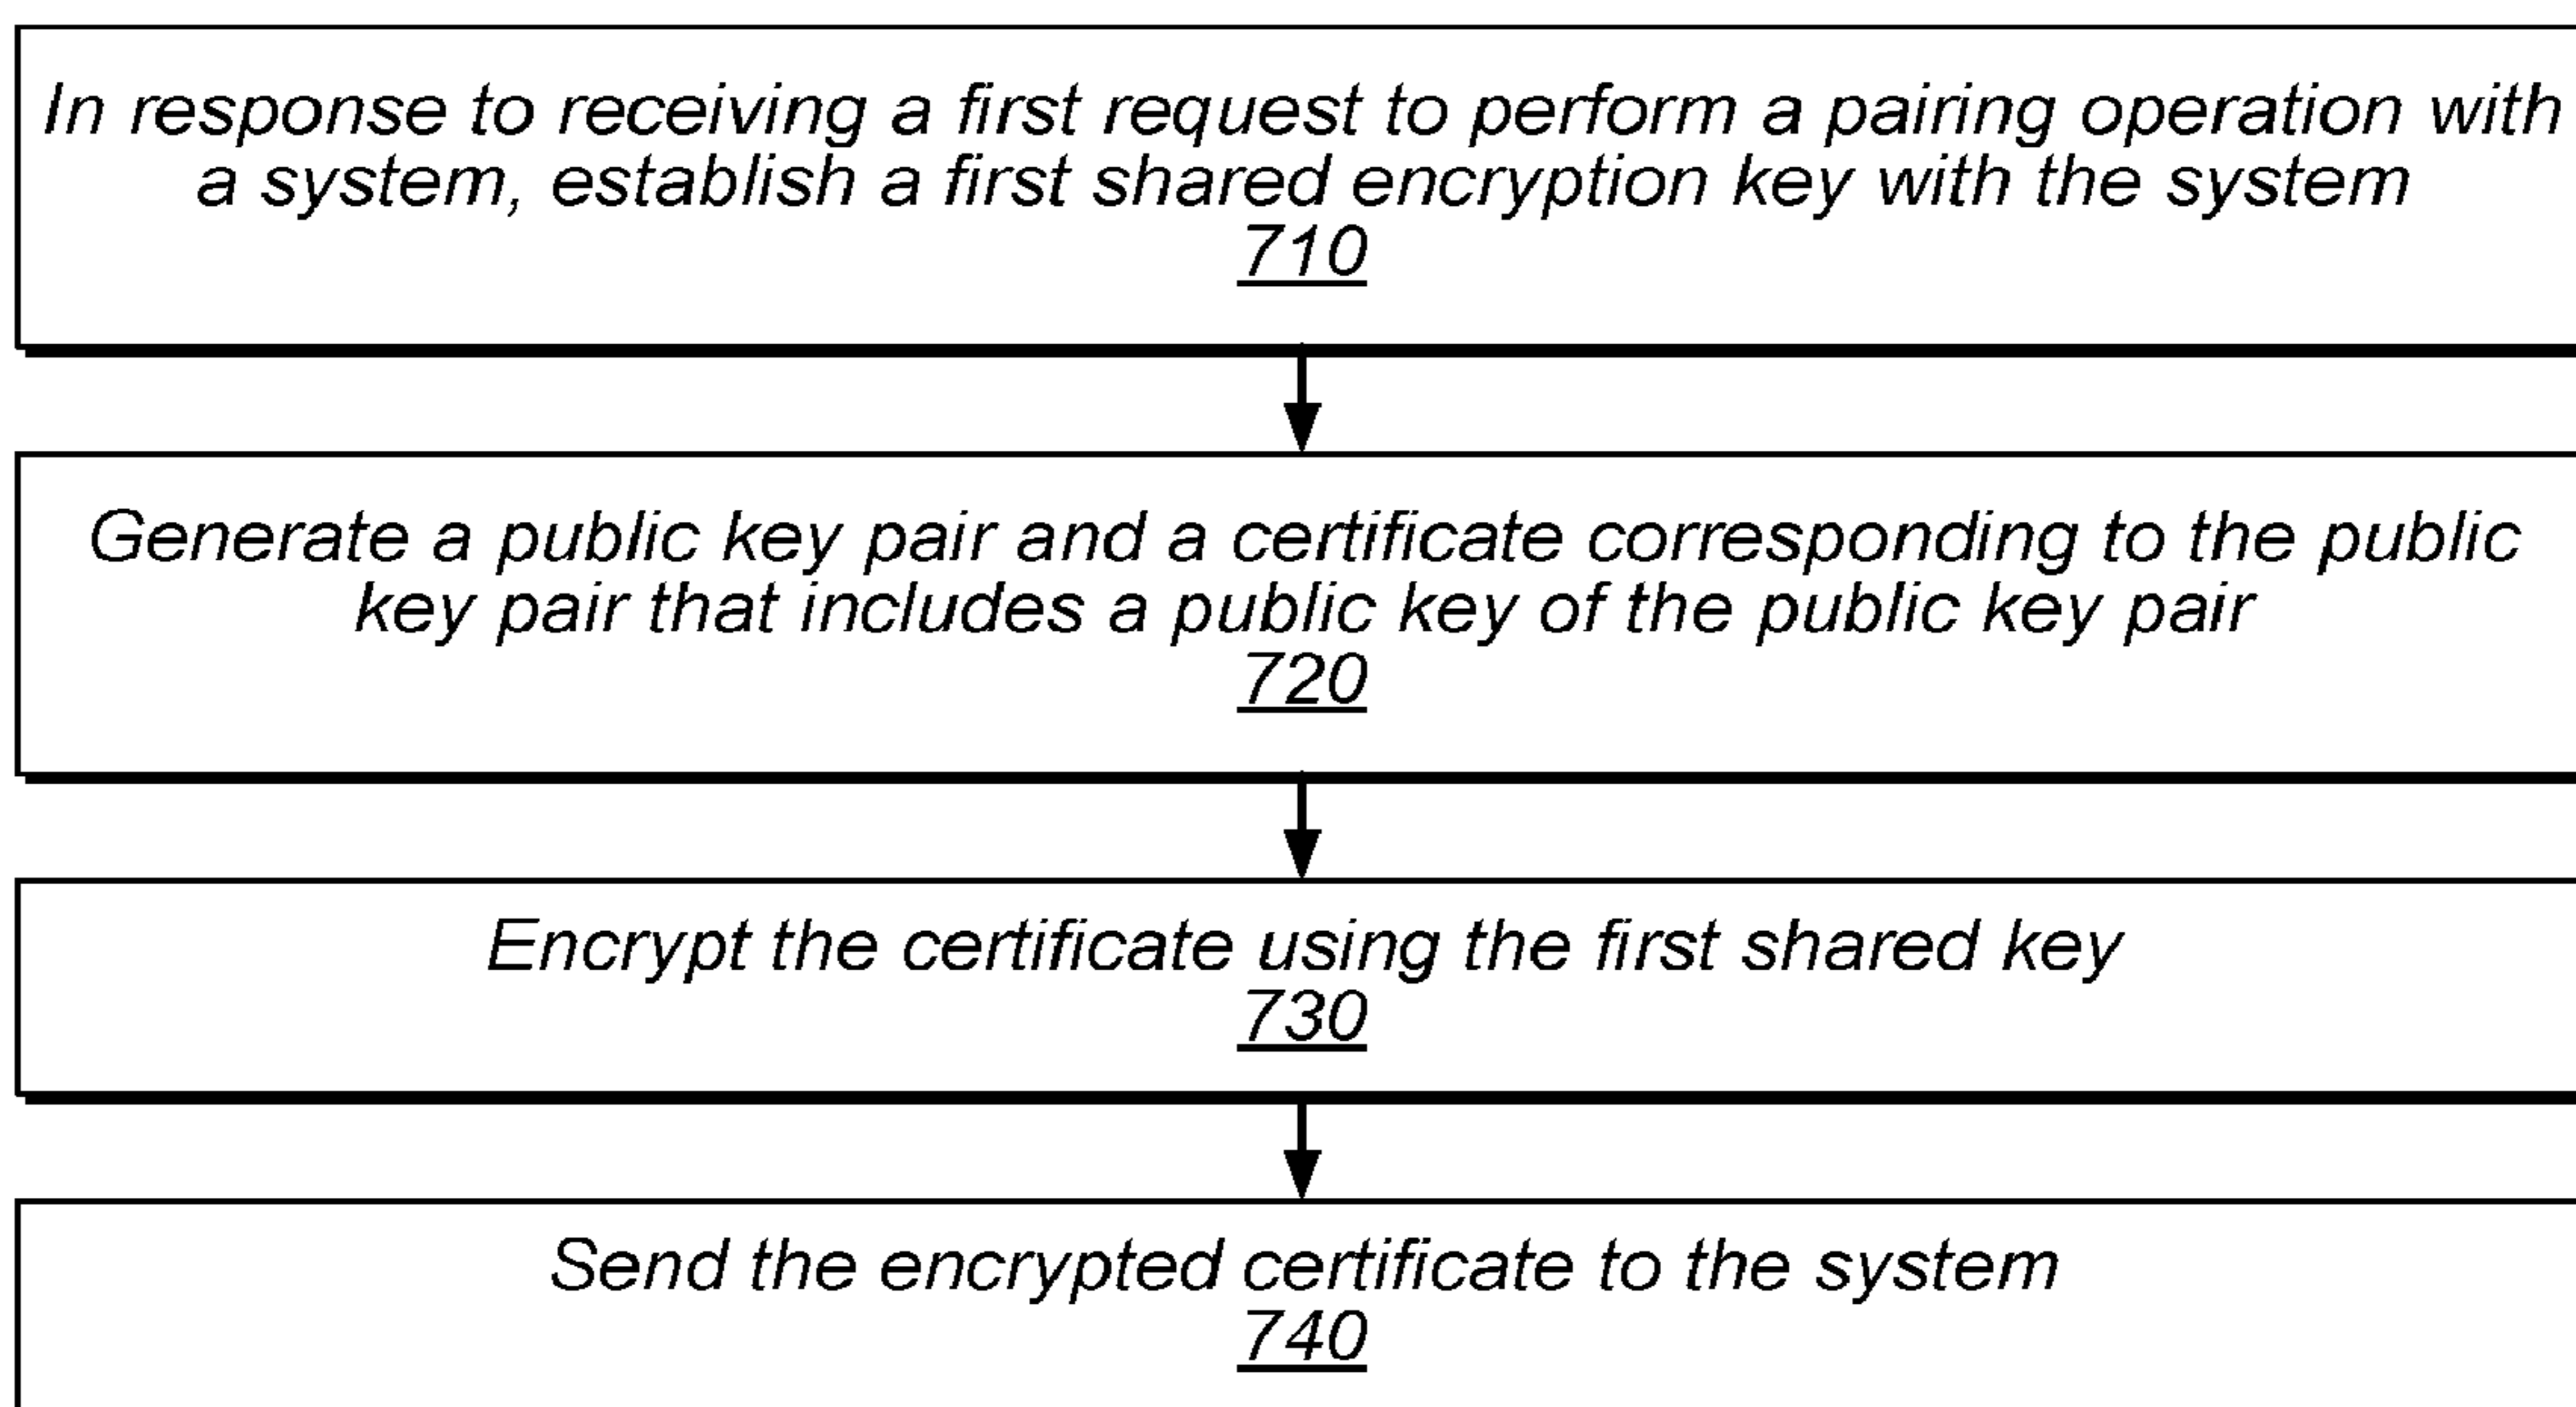 In response to receiving a first request to perform a pairing operation with
a system, establish a first shared encryption key with the system
710
Generate a public key pair and a certificate corresponding to the public
key pair that includes a public key of the public key pair
720
Encrypt the certificate using the first shared key
730
Send the encrypted certificate to the system
740